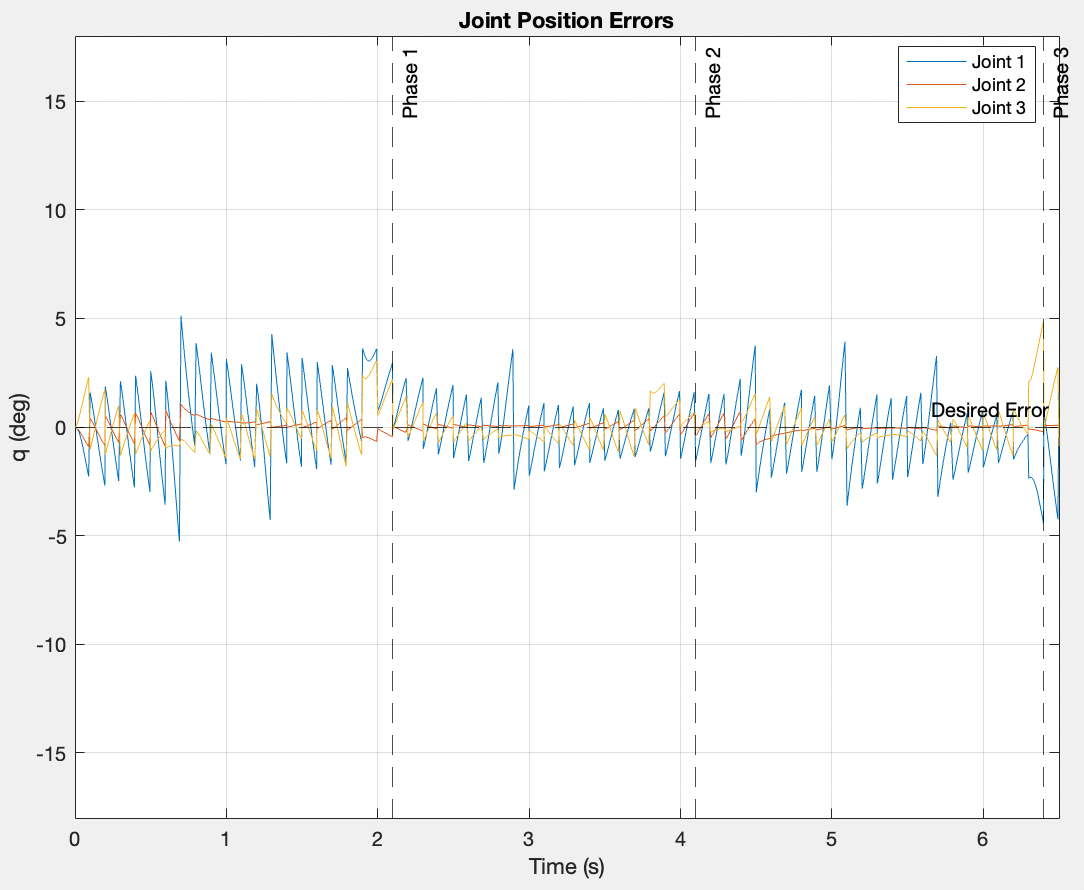 Joint Position Errors
Phase 1
Phase 2
Phase 3
Joint 1
Joint 2
Joint 3
15
10
5
0
-5
-10
-15
q (deg)
Desired Error
0
1
2
3
4
5
6
Time (s)